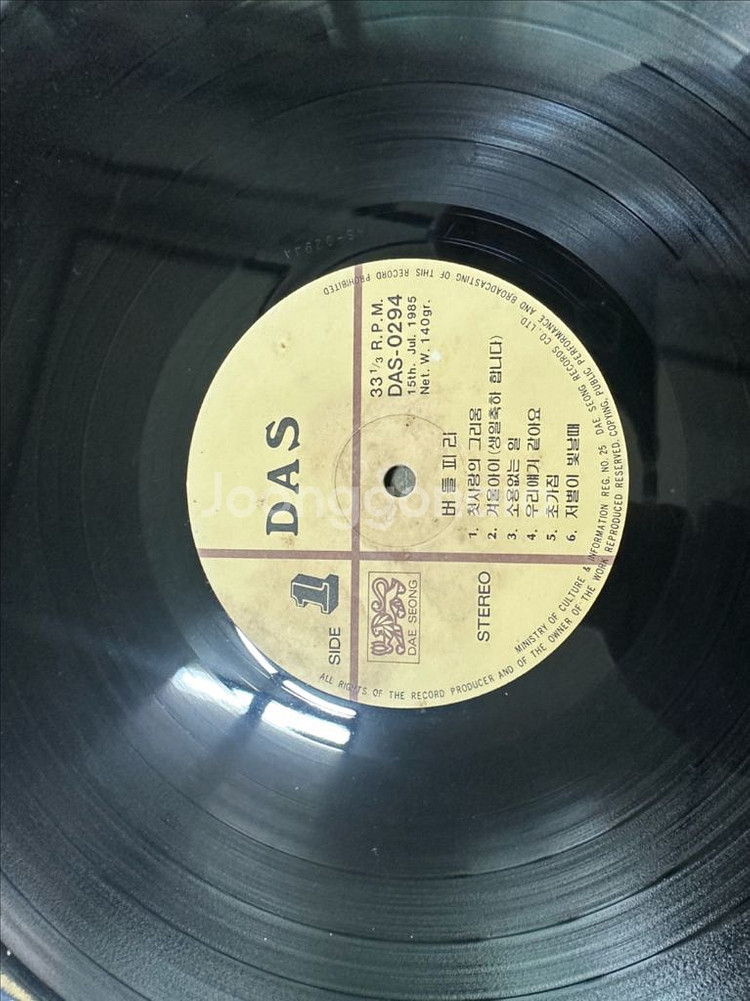 DAS
SIDE 1
33 1/3 R.P.M.
DAS-0294
15th. Jul. 1985
Net. W. 140gr.
DAE SEONG
STEREO
버들 피리
1. 첫사랑의 그리움
2. 겨울아이 (생일축하 합니다)
3. 소용없는 일
4. 우리얘기 같아요
5. 초가집
6. 저별이 빛날때
MINISTRY OF CULTURE & INFORMATION REG. NO. 25 DAE SEONG RECORDS CO., LTD.
ALL RIGHTS OF THE RECORD PRODUCER AND OF THE OWNER OF THE WORK REPRODUCED RESERVED. COPYING, PUBLIC PERFORMANCE AND BROADCASTING OF THIS RECORD PROHIBITED